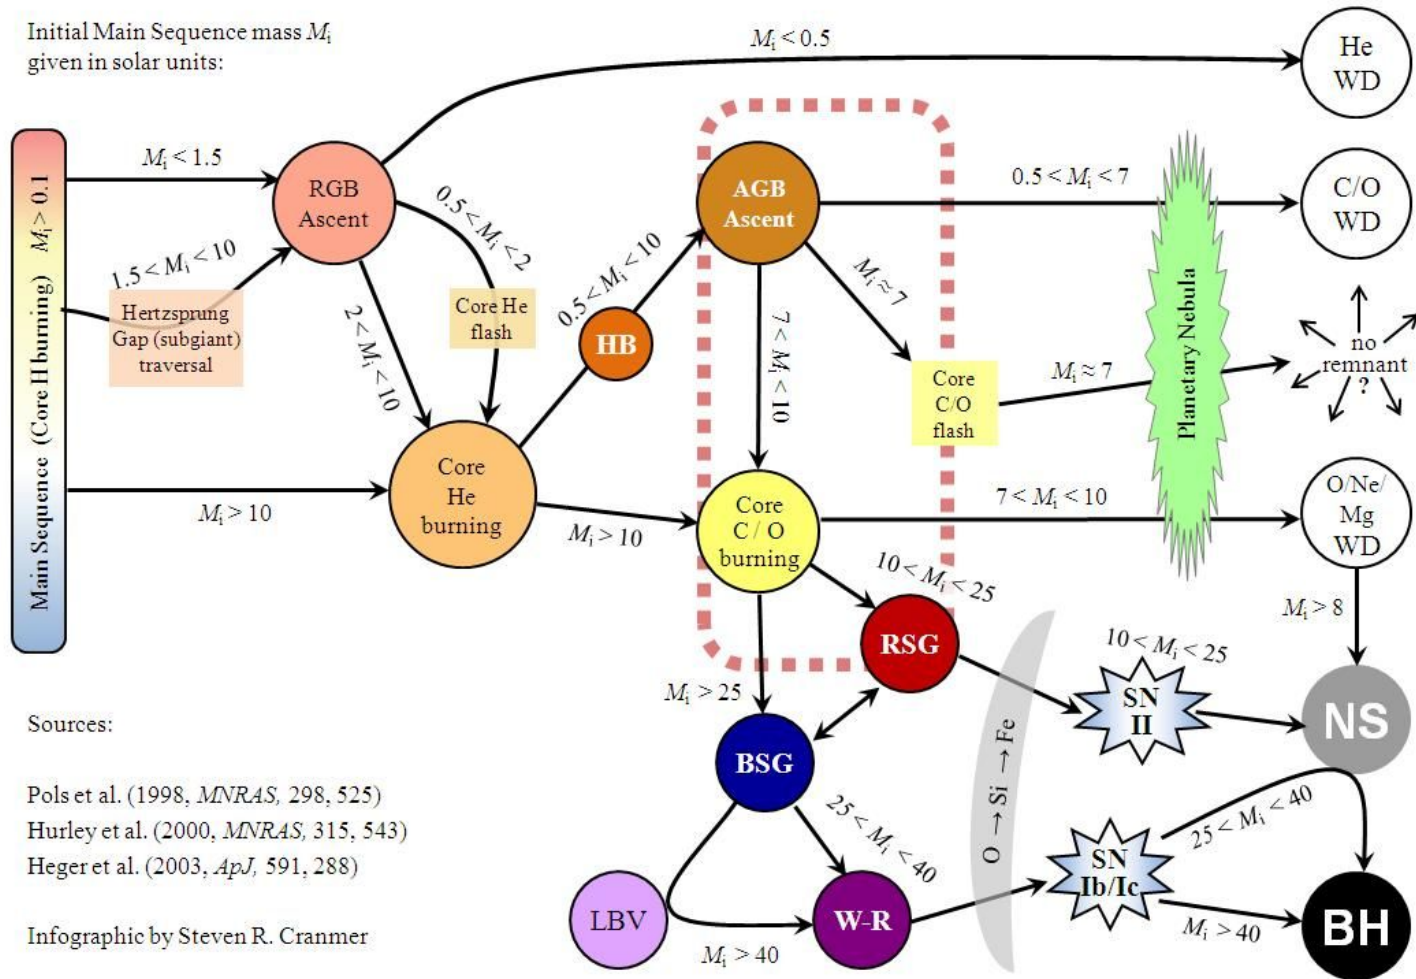 Initial Main Sequence mass Mi
given in solar units:
Main Sequence (Core H burning) Mi > 0.1
Mi < 1.5
1.5 < Mi < 10
Hertzsprung
Gap (subgiant)
traversal
Mi > 10
RGB
Ascent
Mi < 0.5
0.5 < Mi < 2
Core He
flash
2 < Mi < 10
Core
He
burning
0.5 < Mi < 10
HB
Mi > 10
AGB
Ascent
0.5 < Mi < 7
Mi ≈ 7
7 < Mi < 10
Core
C/O
flash
Mi ≈ 7
Core
C / O
burning
7 < Mi < 10
10 < Mi < 25
RSG
Mi > 25
BSG
25 < Mi < 40
LBV
W-R
Mi > 40
O → Si → Fe
10 < Mi < 25
SN
II
SN
Ib/Ic
25 < Mi < 40
Mi > 40
Planetary Nebula
He
WD
C/O
WD
no
remnant
?
O/Ne/
Mg
WD
Mi > 8
NS
BH
Sources:
Pols et al. (1998, MNRAS, 298, 525)
Hurley et al. (2000, MNRAS, 315, 543)
Heger et al. (2003, ApJ, 591, 288)
Infographic by Steven R. Cranmer